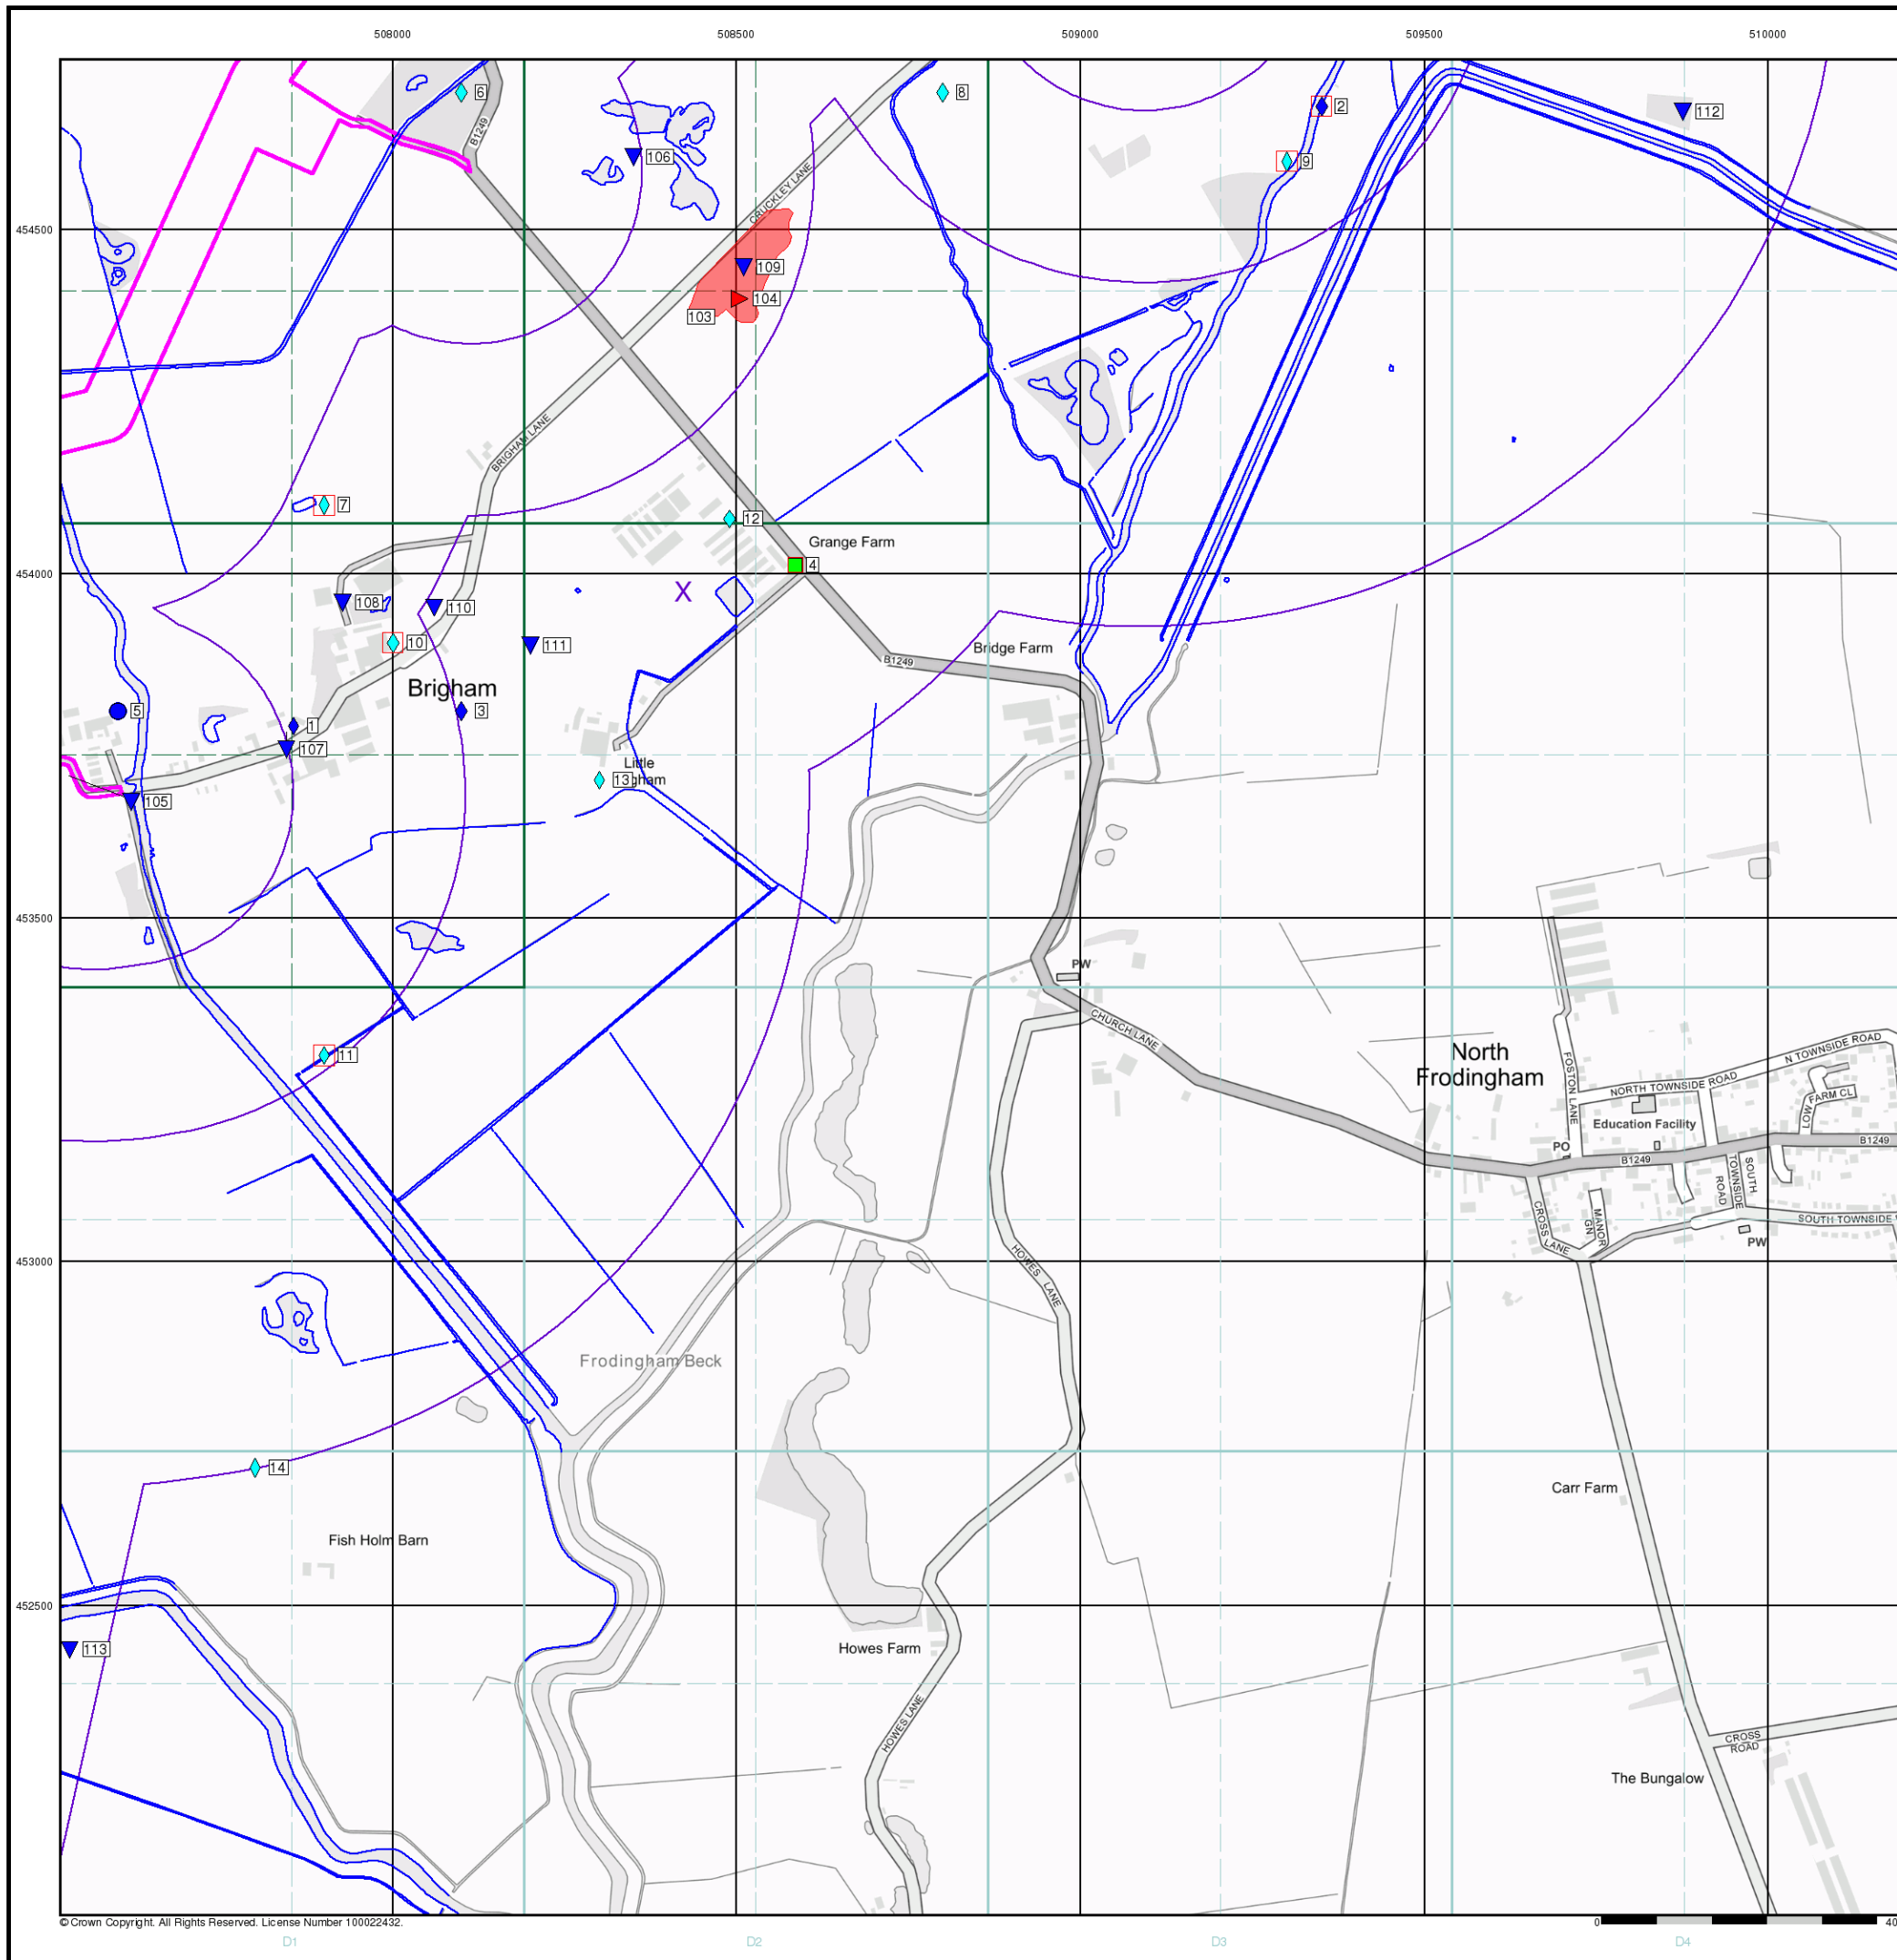 508000
508500
509000
509500
510000
6
8
2
112
B1249
106
9
CRUCKLEY LANE
454500
109
104
103
BRIGHAM LANE
7
12
Grange Farm
4
454000
X
108
110
10
111
Bridge Farm
B1249
Brigham
5
3
1
107
Little
13
gham
105
453500
PW
CHURCH LANE
11
North
Frodingham
N TOWNSIDE ROAD
FOSTON LANE
NORTH TOWNSIDE ROAD
LOW
FARM CL
Education Facility
PO
B1249
B1249
SOUTH
TOWNSIDE
ROAD
CROSS
LANE
MANOR
GN
SOUTH TOWNSIDE
PW
453000
HOWES LANE
Frodingham Beck
14
Carr Farm
Fish Holm Barn
452500
113
Howes Farm
HOWES LANE
CROSS
ROAD
The Bungalow
© Crown Copyright. All Rights Reserved. License Number 100022432.
0
40
D1
D2
D3
D4